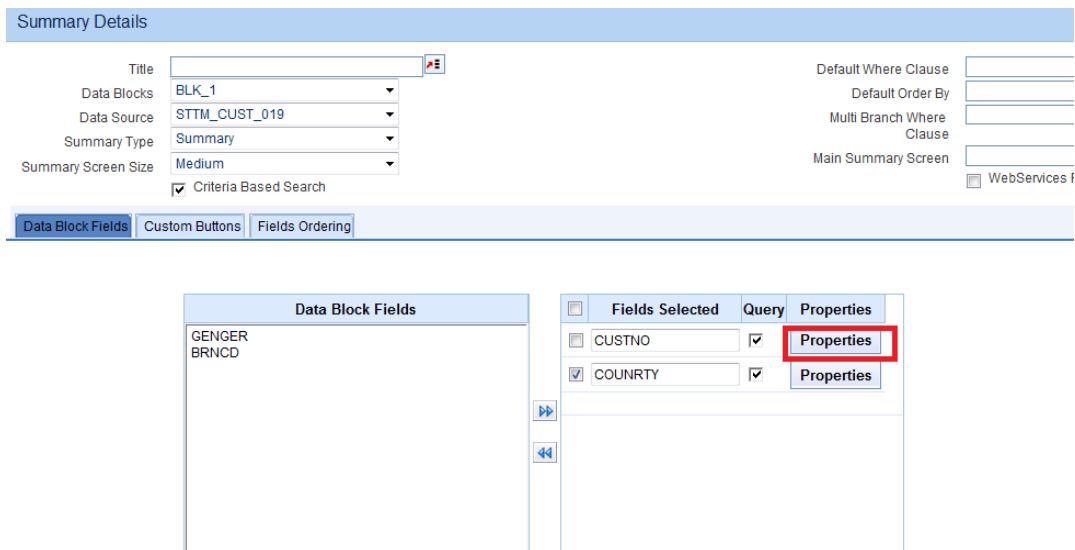 Summary Details
Title
Data Blocks BLK_1
Data Source STTM_CUST_019
Summary Type Summary
Summary Screen Size Medium
Criteria Based Search
Default Where Clause
Default Order By
Multi Branch Where
Clause
Main Summary Screen
WebServices
Data Block Fields Custom Buttons Fields Ordering
Data Block Fields
GENGER
BRNCD
Fields Selected Query Properties
CUSTNO Properties
COUNRTY Properties